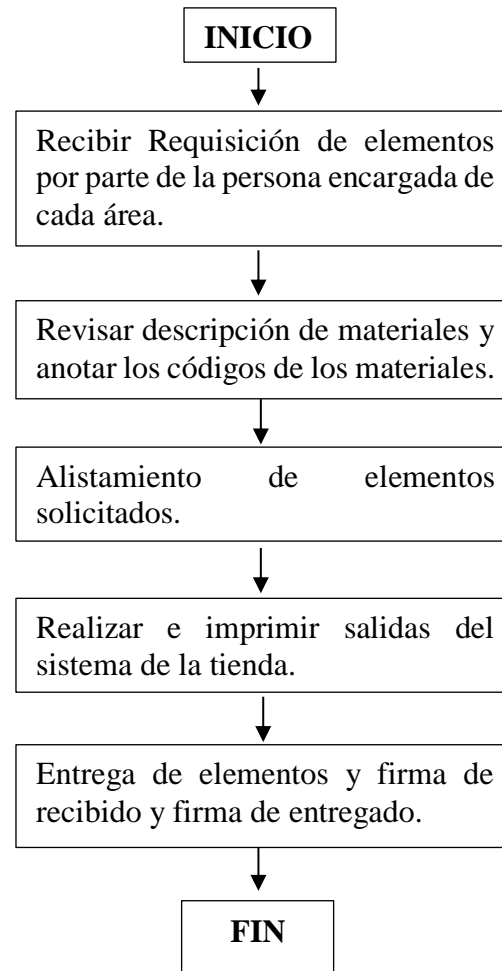 INICIO
Recibir Requisición de elementos
por parte de la persona encargada de
cada área.
Revisar descripción de materiales y
anotar los códigos de los materiales.
Alistamiento de elementos
solicitados.
Realizar e imprimir salidas del
sistema de la tienda.
Entrega de elementos y firma de
recibido y firma de entregado.
FIN